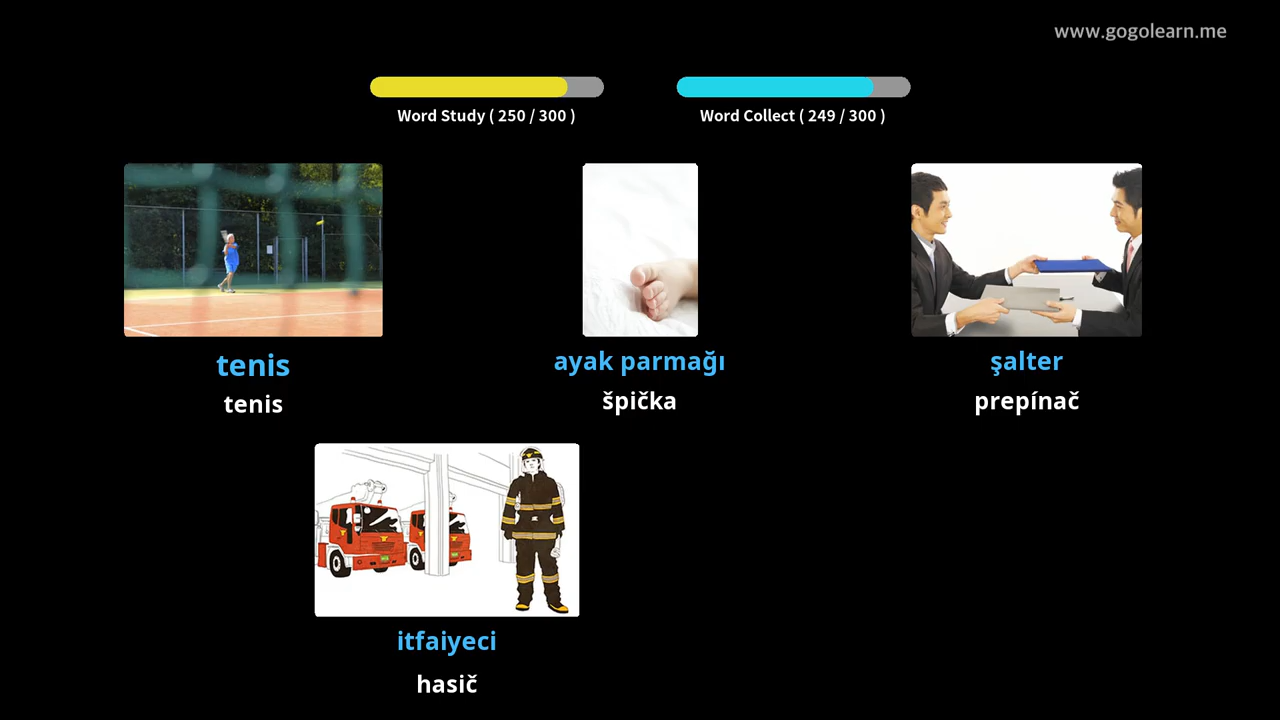 www.gogolearn.me
Word Study ( 250 / 300 )
Word Collect ( 249 / 300 )
tenis
tenis
ayak parmağı
špička
şalter
prepínač
itfaiyeci
hasič